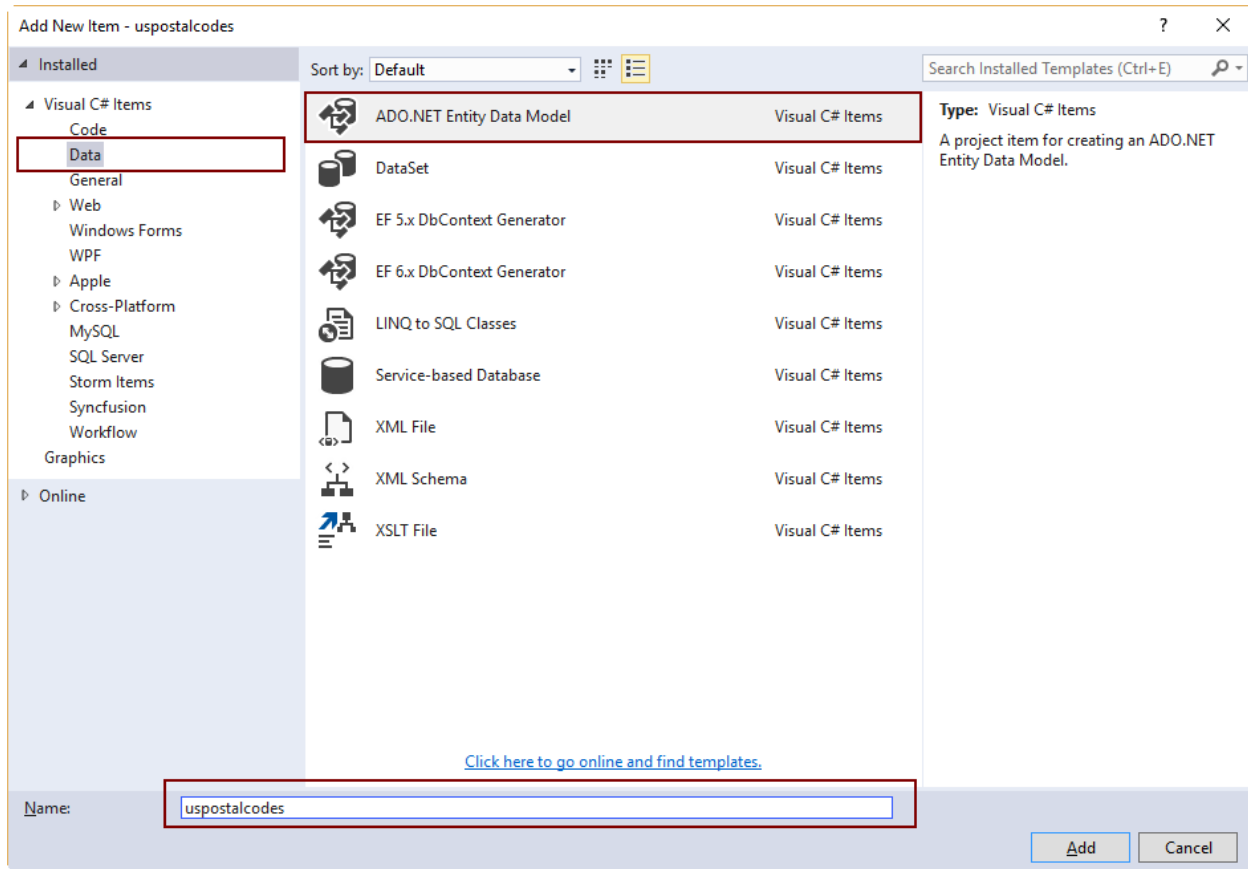 Add New Item - uspostalcodes
?
Installed
Sort by: Default
Search Installed Templates (Ctrl+E)
Visual C# Items
Code
Data
General
Web
Windows Forms
WPF
Apple
Cross-Platform
MySQL
SQL Server
Storm Items
Syncfusion
Workflow
Graphics
Online
ADO.NET Entity Data Model Visual C# Items
DataSet Visual C# Items
EF 5.x DbContext Generator Visual C# Items
EF 6.x DbContext Generator Visual C# Items
LINQ to SQL Classes Visual C# Items
Service-based Database Visual C# Items
XML File Visual C# Items
XML Schema Visual C# Items
XSLT File Visual C# Items
Click here to go online and find templates.
Type: Visual C# Items
A project item for creating an ADO.NET
Entity Data Model.
Name: uspostalcodes
Add Cancel